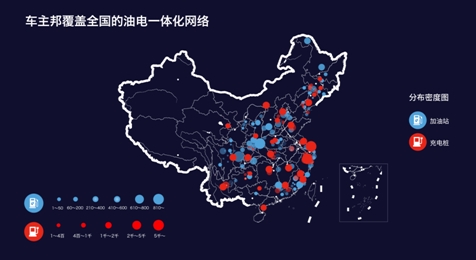 车主邦覆盖全国的油电一体化网络
分布密度图
加油站
充电桩
1~60 60~200 210~400 410~600 610~800 810~
1~4百 4百~1千 1千~2千 2千~5千 5千~